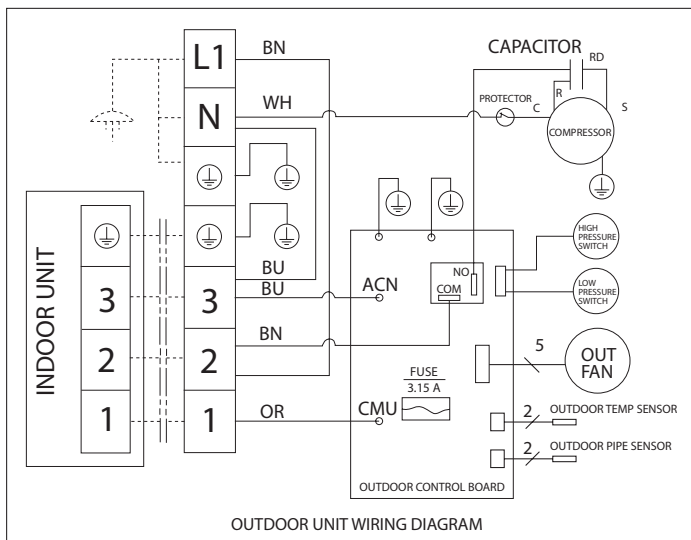 L1
BN
CAPACITOR
RD
R
N
WH
PROTECTOR
C
S
COMPRESSOR
INDOOR UNIT
HIGH
PRESSURE
SWITCH
BU
NO
3
3
BU
ACN
COM
LOW
PRESSURE
SWITCH
BN
2
2
5
OUT
FAN
FUSE
3.15 A
1
1
OR
CMU
2
OUTDOOR TEMP SENSOR
2
OUTDOOR PIPE SENSOR
OUTDOOR CONTROL BOARD
OUTDOOR UNIT WIRING DIAGRAM